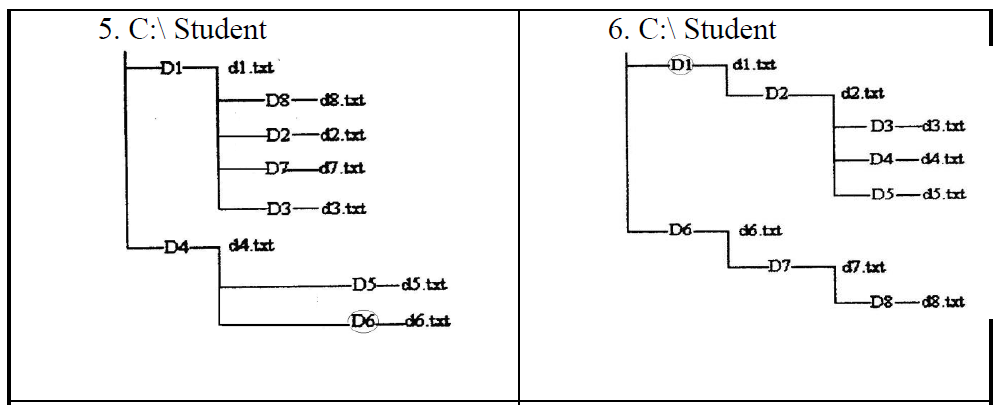 5. C:\ Student
D1 d1.txt
D8 d8.txt
D2 d2.txt
D7 d7.txt
D3 d3.txt
D4 d4.txt
D5 d5.txt
D6 d6.txt
6. C:\ Student
D1 d1.txt
D2 d2.txt
D3 d3.txt
D4 d4.txt
D5 d5.txt
D6 d6.txt
D7 d7.txt
D8 d8.txt